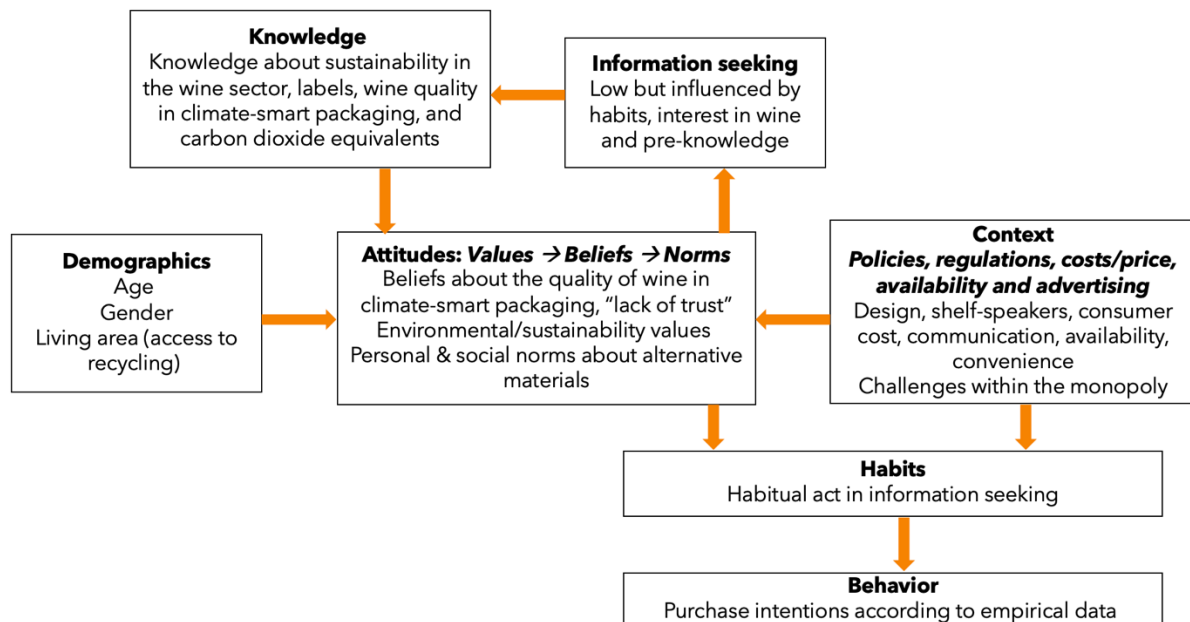 Knowledge
Knowledge about sustainability in
the wine sector, labels, wine quality
in climate-smart packaging, and
carbon dioxide equivalents
Information seeking
Low but influenced by
habits, interest in wine
and pre-knowledge
Demographics
Age
Gender
Living area (access to
recycling)
Attitudes: Values → Beliefs → Norms
Beliefs about the quality of wine in
climate-smart packaging, “lack of trust”
Environmental/sustainability values
Personal & social norms about alternative
materials
Context
Policies, regulations, costs/price,
availability and advertising
Design, shelf-speakers, consumer
cost, communication, availability,
convenience
Challenges within the monopoly
Habits
Habitual act in information seeking
Behavior
Purchase intentions according to empirical data